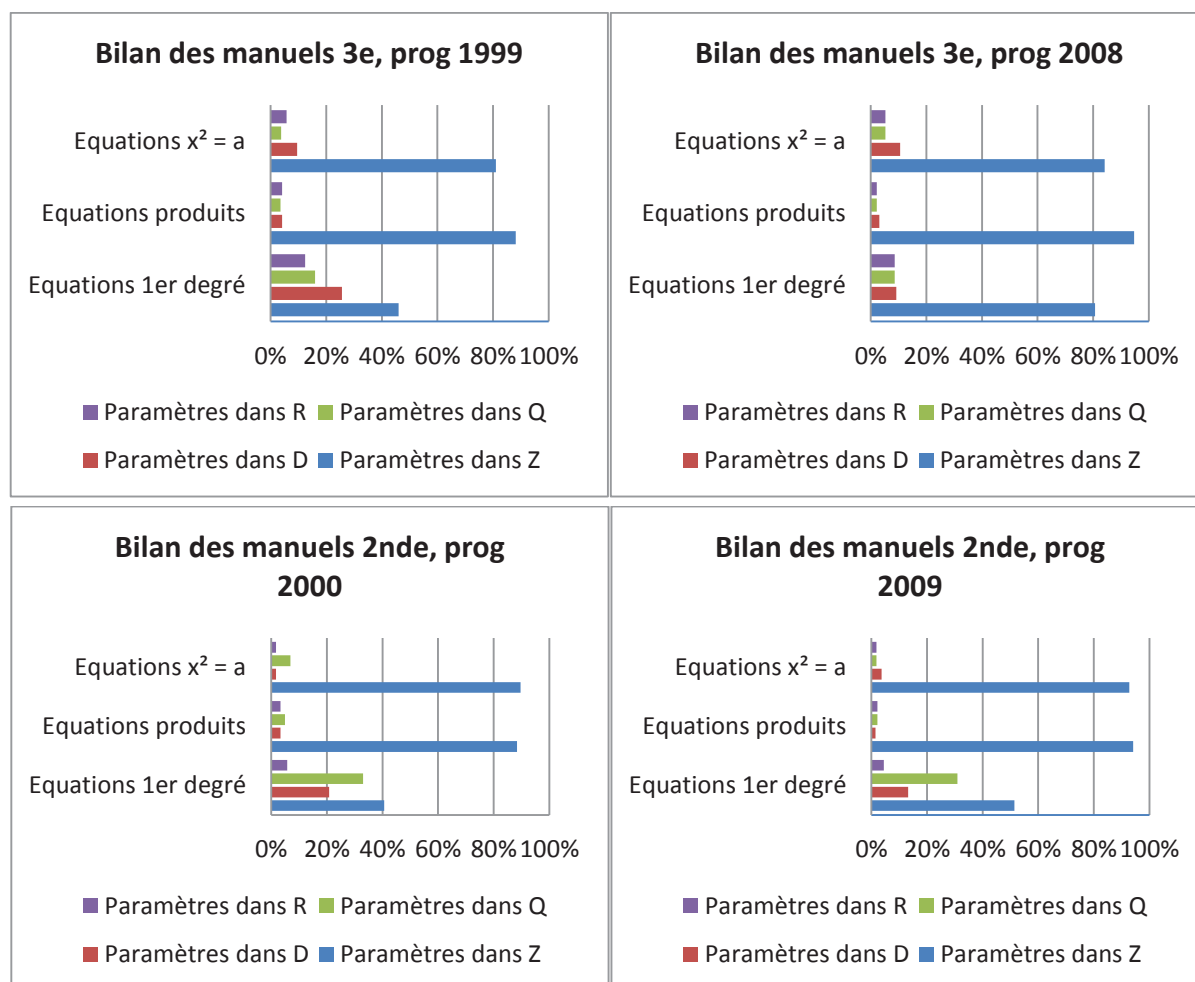 Bilan des manuels 3e, prog 1999
Equations x² = a
Equations produits
Equations 1er degré
0% 20% 40% 60% 80% 100%
Paramètres dans R Paramètres dans Q
Paramètres dans D Paramètres dans Z
Bilan des manuels 3e, prog 2008
Equations x² = a
Equations produits
Equations 1er degré
0% 20% 40% 60% 80% 100%
Paramètres dans R Paramètres dans Q
Paramètres dans D Paramètres dans Z
Bilan des manuels 2nde, prog
2000
Equations x² = a
Equations produits
Equations 1er degré
0% 20% 40% 60% 80% 100%
Paramètres dans R Paramètres dans Q
Paramètres dans D Paramètres dans Z
Bilan des manuels 2nde, prog
2009
Equations x² = a
Equations produits
Equations 1er degré
0% 20% 40% 60% 80% 100%
Paramètres dans R Paramètres dans Q
Paramètres dans D Paramètres dans Z